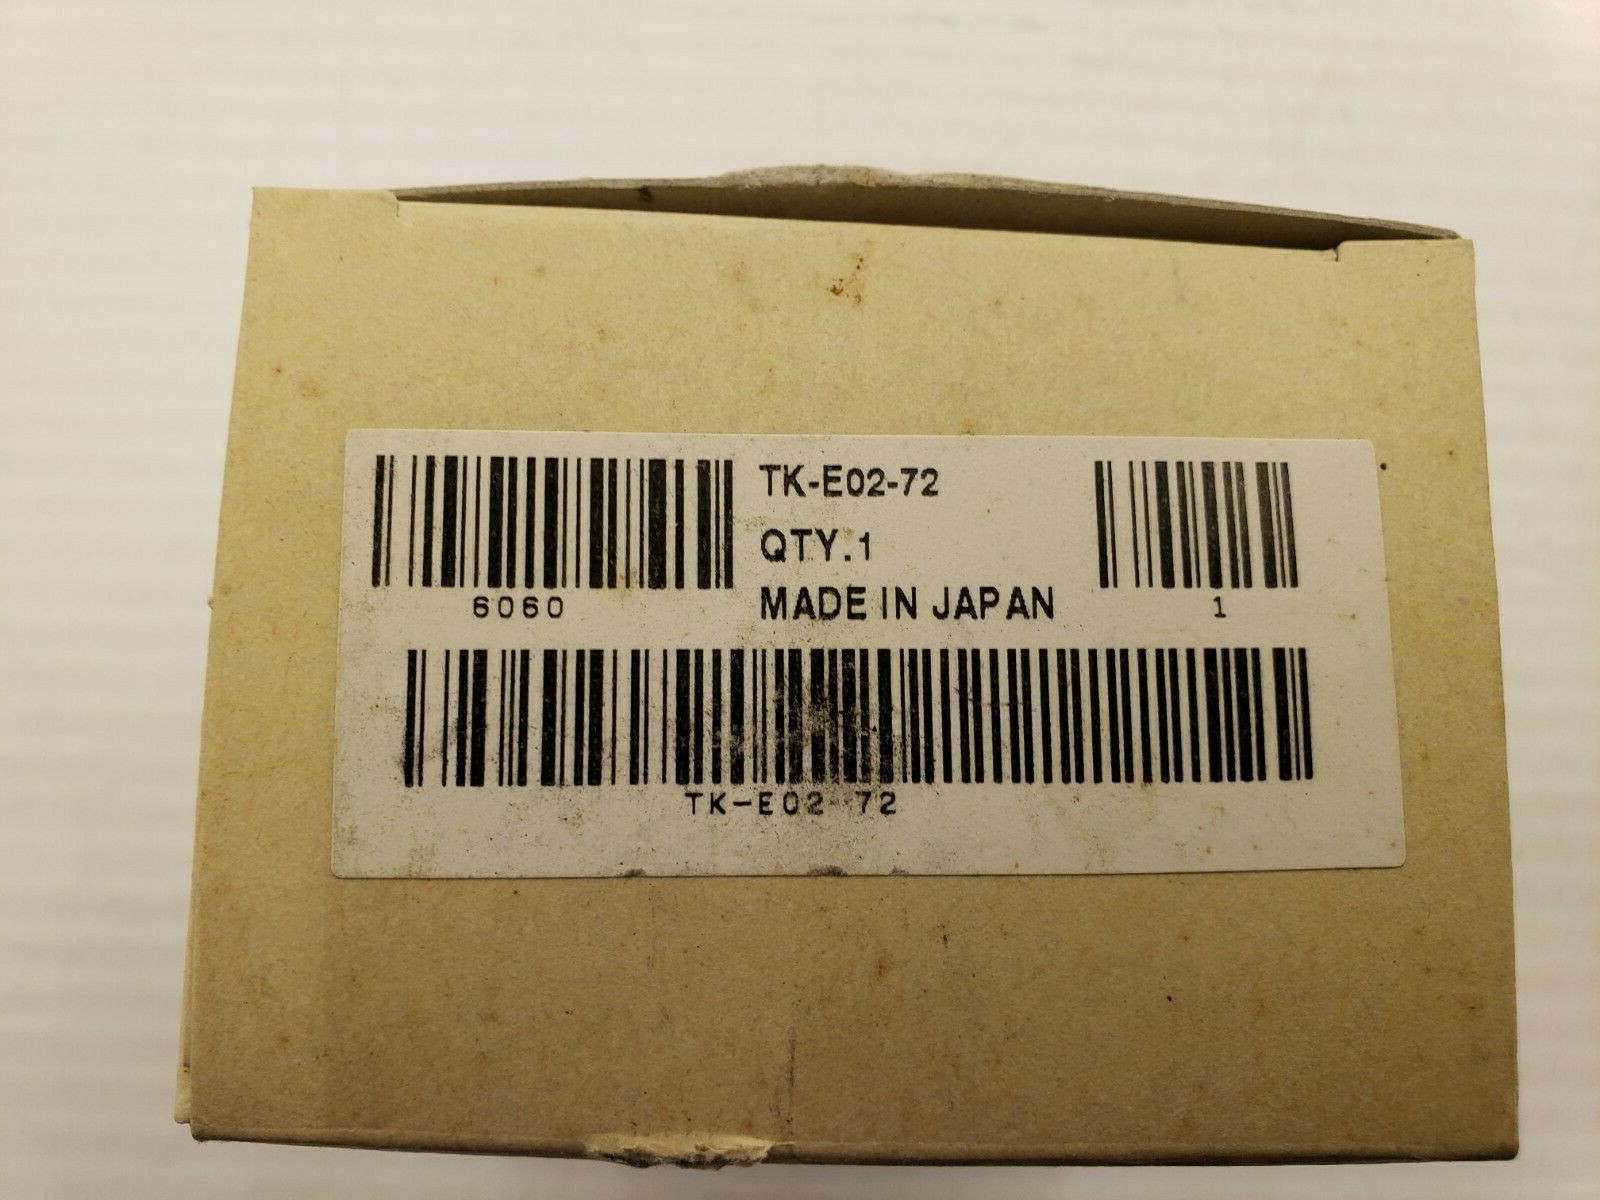 TK-E02-72
QTY.1
MADE IN JAPAN
6060
1
TK-E02-72